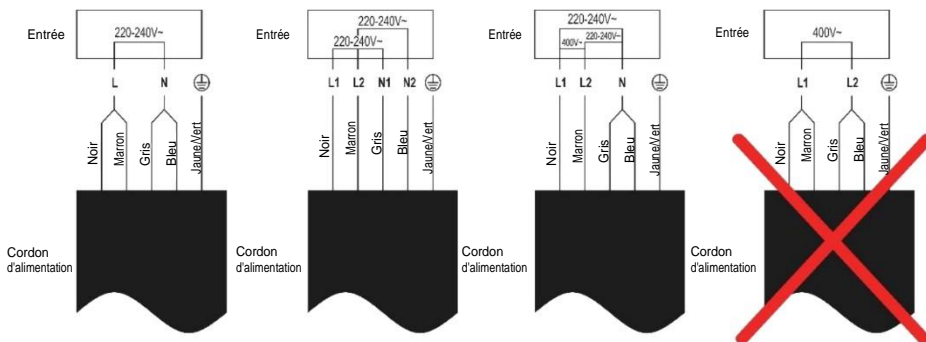 Entrée
220-240V~
L
N
Noir
Marron
Gris
Bleu
Jaune/Vert
Cordon
d'alimentation
Entrée
220-240V~
220-240V~
L1
L2
N1
N2
Noir
Marron
Gris
Bleu
Jaune/Vert
Cordon
d'alimentation
Entrée
220-240V~
400V~
220-240V~
L1
L2
N
Noir
Marron
Gris
Bleu
Jaune/Vert
Cordon
d'alimentation
Entrée
400V~
L1
L2
Noir
Marron
Gris
Bleu
Jaune/Vert
Cordon
d'alimentation